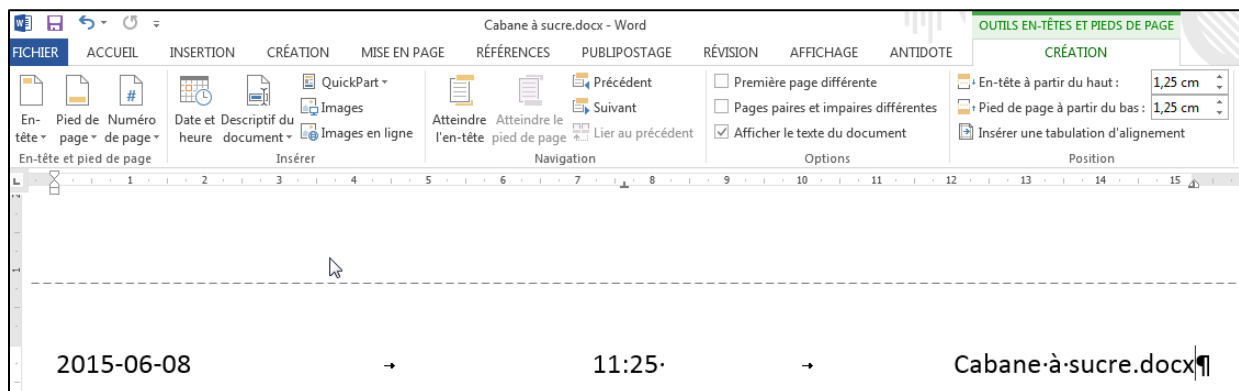 Cabane à sucre.docx - Word
OUTILS EN-TÊTES ET PIEDS DE PAGE
FICHIER ACCUEIL INSERTION CRÉATION MISE EN PAGE RÉFÉRENCES PUBLIPOSTAGE RÉVISION AFFICHAGE ANTIDOTE CRÉATION
En-tête
Pied de page
Numéro de page
En-tête et pied de page
Date et heure
Descriptif du document
QuickPart
Images
Images en ligne
Insérer
Atteindre l'en-tête
Atteindre le pied de page
Précédent
Suivant
Lier au précédent
Navigation
Première page différente
Pages paires et impaires différentes
Afficher le texte du document
Options
En-tête à partir du haut : 1,25 cm
Pied de page à partir du bas : 1,25 cm
Insérer une tabulation d'alignement
Position
1 2 3 4 5 6 7 8 9 10 11 12 13 14 15
2015-06-08 → 11:25· → Cabane·à·sucre.docx¶